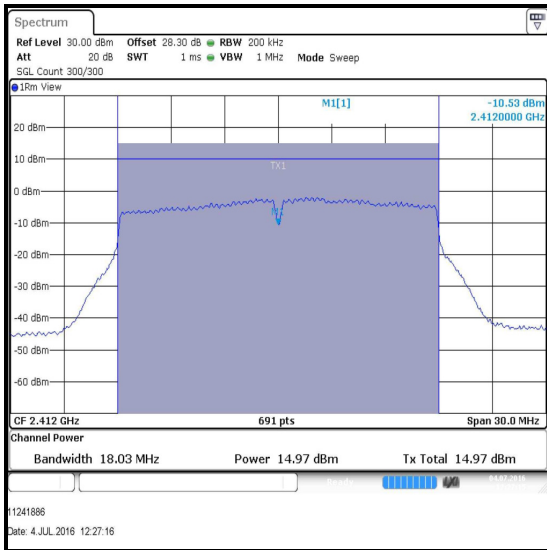 Spectrum
Ref Level 30.00 dBm Offset 28.30 dB RBW 200 kHz
Att 20 dB SWT 1 ms VBW 1 MHz Mode Sweep
SGL Count 300/300
1Rm View
M1[1] -10.53 dBm
2.4120000 GHz
20 dBm
10 dBm
TX1
0 dBm
-10 dBm
-20 dBm
-30 dBm
-40 dBm
-50 dBm
-60 dBm
CF 2.412 GHz 691 pts Span 30.0 MHz
Channel Power
Bandwidth 18.03 MHz Power 14.97 dBm Tx Total 14.97 dBm
Ready 04.07.2016
11241886
Date: 4.JUL.2016 12:27:16